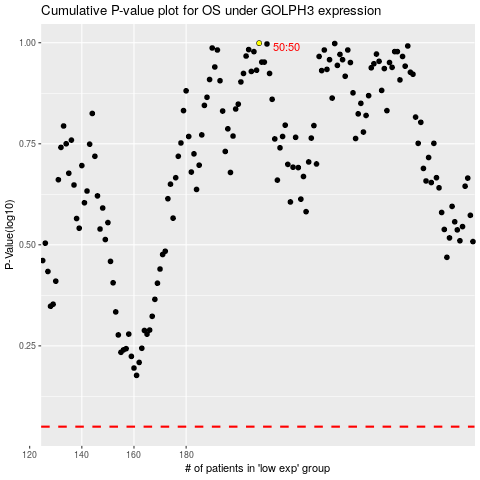 Cumulative P-value plot for OS under GOLPH3 expression
1.00
50:50
0.75
P-Value(log10)
0.50
0.25
120 140 160 180
# of patients in 'low exp' group